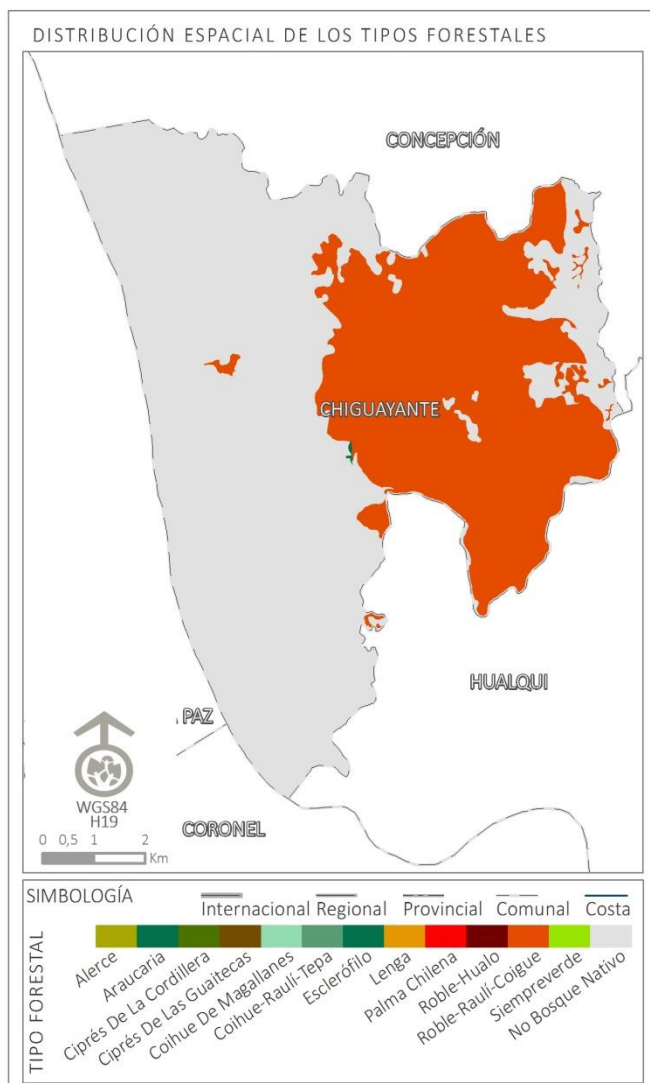 DISTRIBUCIÓN ESPACIAL DE LOS TIPOS FORESTALES
CONCEPCIÓN
CHIGUAYANTE
HUALQUI
PAZ
WGS84
H19
CORONEL
0 0,5 1 2
Km
SIMBOLOGÍA
Internacional Regional Provincial Comunal Costa
TIPO FORESTAL
Alerce
Araucaria
Ciprés De La Cordillera
Ciprés De Las Guaitecas
Coihue De Magallanes
Coihue-Raulí-Tepa
Esclerófilo
Lenga
Palma Chilena
Roble-Hualo
Roble-Raulí-Coigue
Siempreverde
No Bosque Nativo